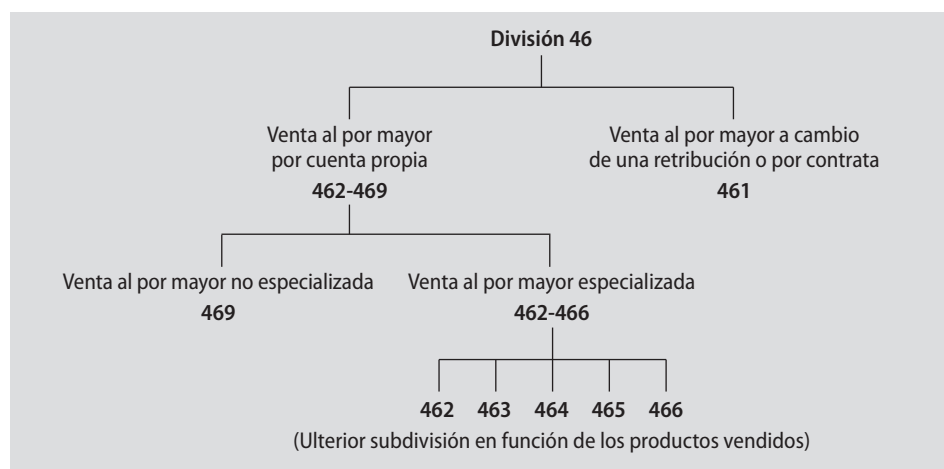 División 46
Venta al por mayor
por cuenta propia
462-469
Venta al por mayor a cambio
de una retribución o por contrata
461
Venta al por mayor no especializada
469
Venta al por mayor especializada
462-466
462 463 464 465 466
(Ulterior subdivisión en función de los productos vendidos)